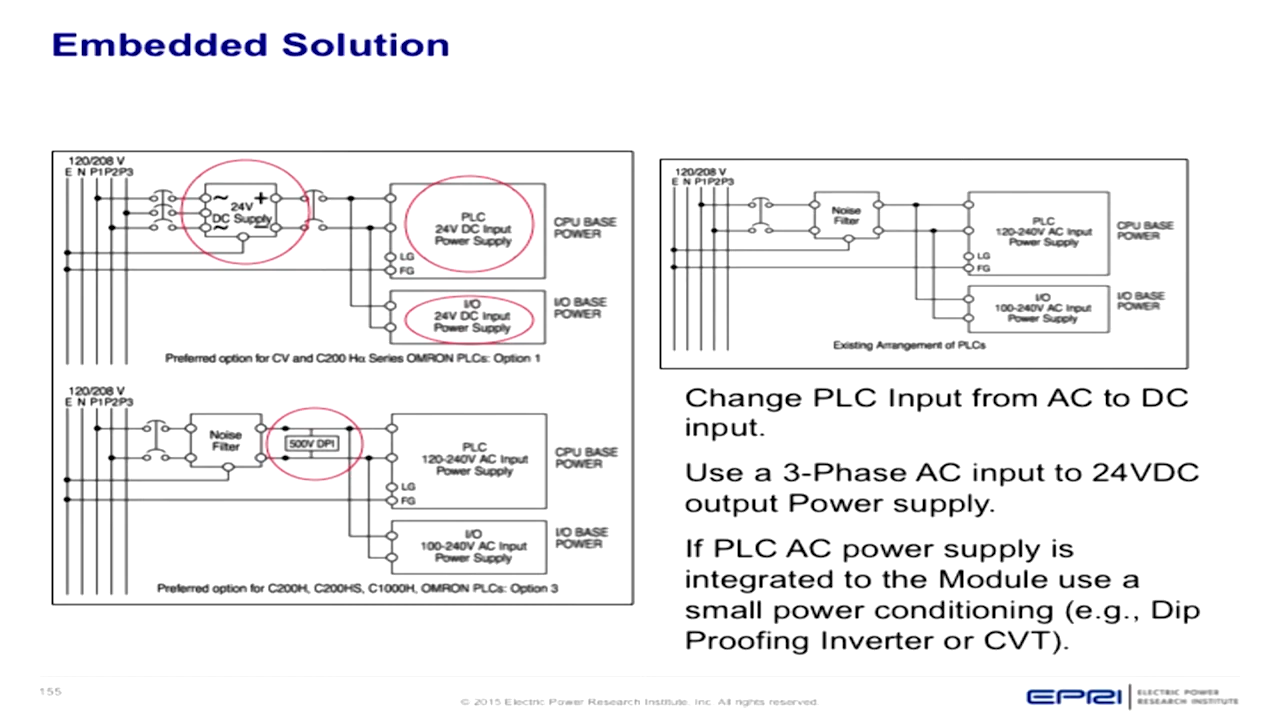 Embedded Solution
120/208 V
E N P1P2P3
24V
DC Supply
PLC
24V DC Input
Power Supply
CPU BASE
POWER
LG
FG
I/O
24V DC Input
Power Supply
I/O BASE
POWER
Preferred option for CV and C200 Hα Series OMRON PLCs: Option 1
120/208 V
E N P1P2P3
Noise
Filter
500V DPI
PLC
120-240V AC Input
Power Supply
CPU BASE
POWER
LG
FG
I/O
100-240V AC Input
Power Supply
I/O BASE
POWER
Preferred option for C200H, C200HS, C1000H, OMRON PLCs: Option 3
120/208 V
E N P1P2P3
Noise
Filter
PLC
120-240V AC Input
Power Supply
CPU BASE
POWER
LG
FG
I/O
100-240V AC Input
Power Supply
I/O BASE
POWER
Existing Arrangement of PLCs
Change PLC Input from AC to DC
input.
Use a 3-Phase AC input to 24VDC
output Power supply.
If PLC AC power supply is
integrated to the Module use a
small power conditioning (e.g., Dip
Proofing Inverter or CVT).
155
© 2015 Electric Power Research Institute, Inc. All rights reserved.
EPRI
ELECTRIC POWER
RESEARCH INSTITUTE